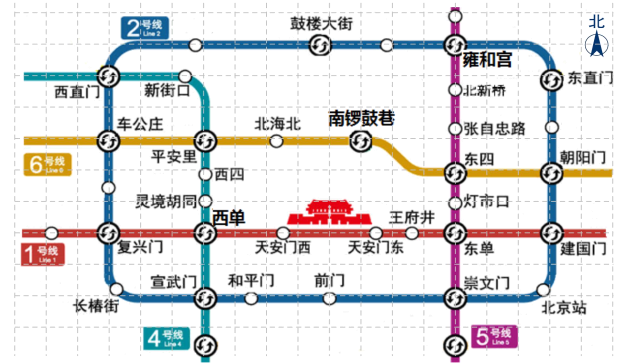 2号线
Line 2
鼓楼大街
北
雍和宫
西直门
新街口
东直门
北新桥
车公庄
北海北
南锣鼓巷
张自忠路
6号线
Line 6
平安里
东四
朝阳门
西四
灵境胡同
西单
王府井
灯市口
1号线
Line 1
复兴门
天安门西
天安门东
东单
建国门
宣武门
和平门
前门
崇文门
长椿街
北京站
4号线
Line 4
5号线
Line 5